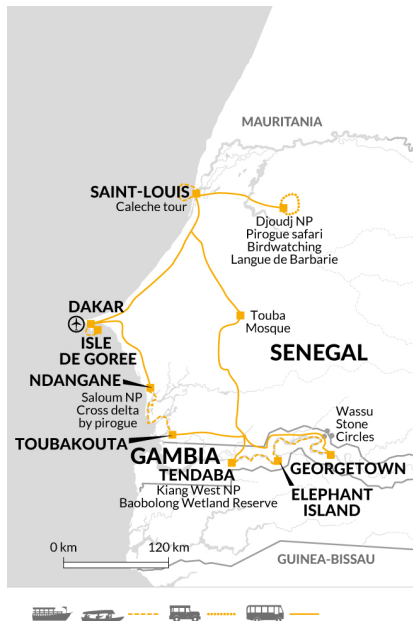 MAURITANIA
SAINT-LOUIS
Caleche tour
Djoudj NP
Pirogue safari
Birdwatching
Langue de Barbarie
DAKAR
ISLE
DE GOREE
Touba
Mosque
SENEGAL
NDANGANE
Saloum NP
Cross delta
by pirogue
TOUBAKOUTA
Wassu
Stone
Circles
GAMBIA
TENDABA
Kiang West NP
Baobolong Wetland Reserve
GEORGETOWN
ELEPHANT
ISLAND
0 km
120 km
GUINEA-BISSAU